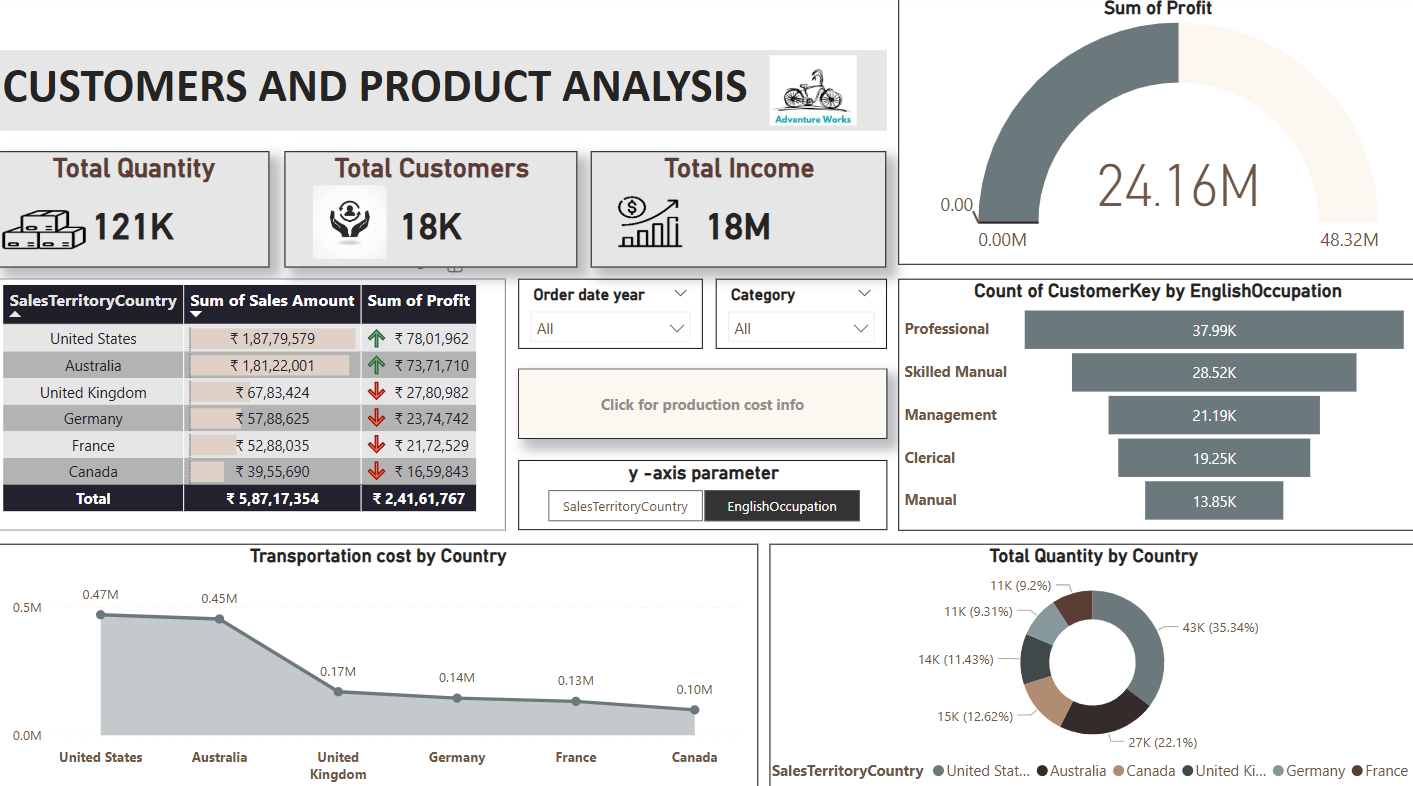 CUSTOMERS AND PRODUCT ANALYSIS
Adventure Works
Sum of Profit
24.16M
0.00
0.00M
48.32M
Total Quantity
121K
Total Customers
18K
Total Income
18M
SalesTerritoryCountry Sum of Sales Amount Sum of Profit
United States ₹ 1,87,79,579 ₹ 78,01,962
Australia ₹ 1,81,22,001 ₹ 73,71,710
United Kingdom ₹ 67,83,424 ₹ 27,80,982
Germany ₹ 57,88,625 ₹ 23,74,742
France ₹ 52,88,035 ₹ 21,72,529
Canada ₹ 39,55,690 ₹ 16,59,843
Total ₹ 5,87,17,354 ₹ 2,41,61,767
Order date year
All
Category
All
Click for production cost info
y -axis parameter
SalesTerritoryCountry EnglishOccupation
Count of CustomerKey by EnglishOccupation
Professional 37.99K
Skilled Manual 28.52K
Management 21.19K
Clerical 19.25K
Manual 13.85K
Transportation cost by Country
0.5M
0.0M
0.47M 0.45M 0.17M 0.14M 0.13M 0.10M
United States Australia United Kingdom Germany France Canada
Total Quantity by Country
11K (9.2%)
11K (9.31%)
43K (35.34%)
14K (11.43%)
15K (12.62%)
27K (22.1%)
SalesTerritoryCountry United Stat... Australia Canada United Ki... Germany France